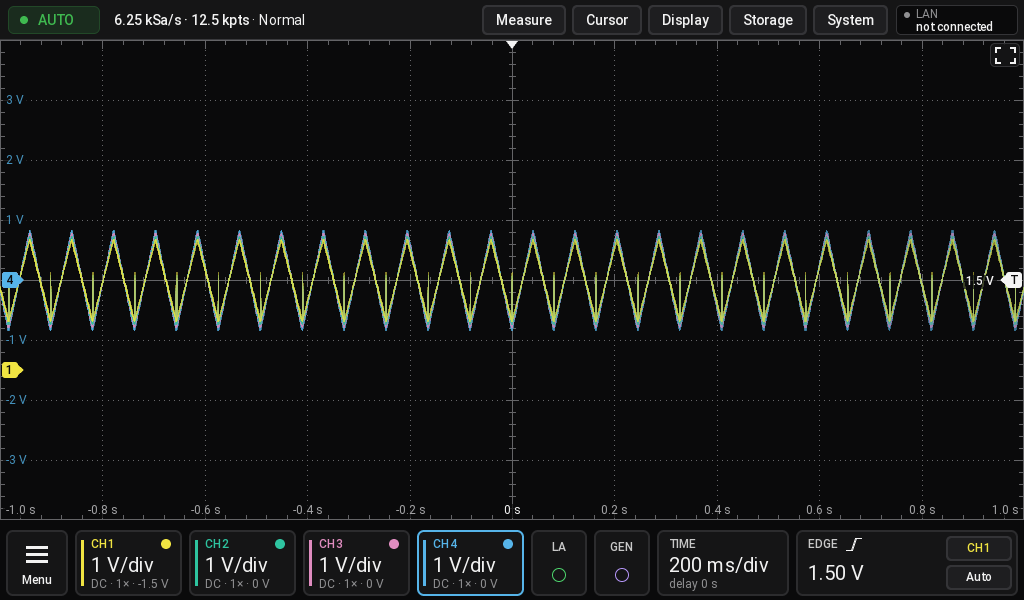 AUTO
6.25 kSa/s · 12.5 kpts · Normal
Measure
Cursor
Display
Storage
System
LAN
not connected
3 V
2 V
1 V
4
1.5 V
T
-1 V
1
-2 V
-3 V
-1.0 s
-0.8 s
-0.6 s
-0.4 s
-0.2 s
0 s
0.2 s
0.4 s
0.6 s
0.8 s
1.0 s
Menu
CH1
1 V/div
DC · 1× · -1.5 V
CH2
1 V/div
DC · 1× · 0 V
CH3
1 V/div
DC · 1× · 0 V
CH4
1 V/div
DC · 1× · 0 V
LA
GEN
TIME
200 ms/div
delay 0 s
EDGE
1.50 V
CH1
Auto